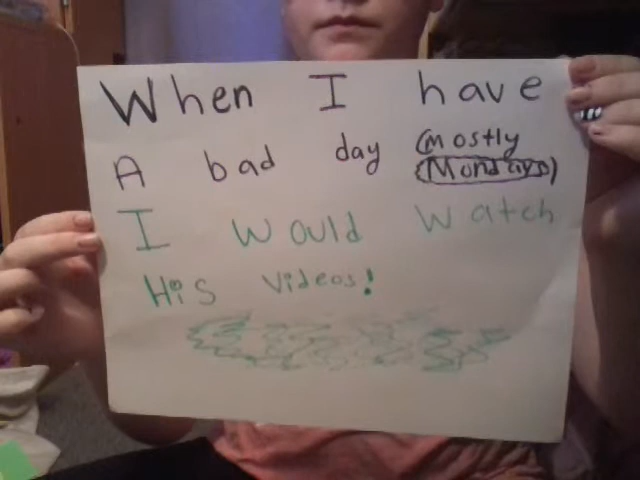 When I have
A bad day (mostly
(Mondays)
I would watch
His videos!